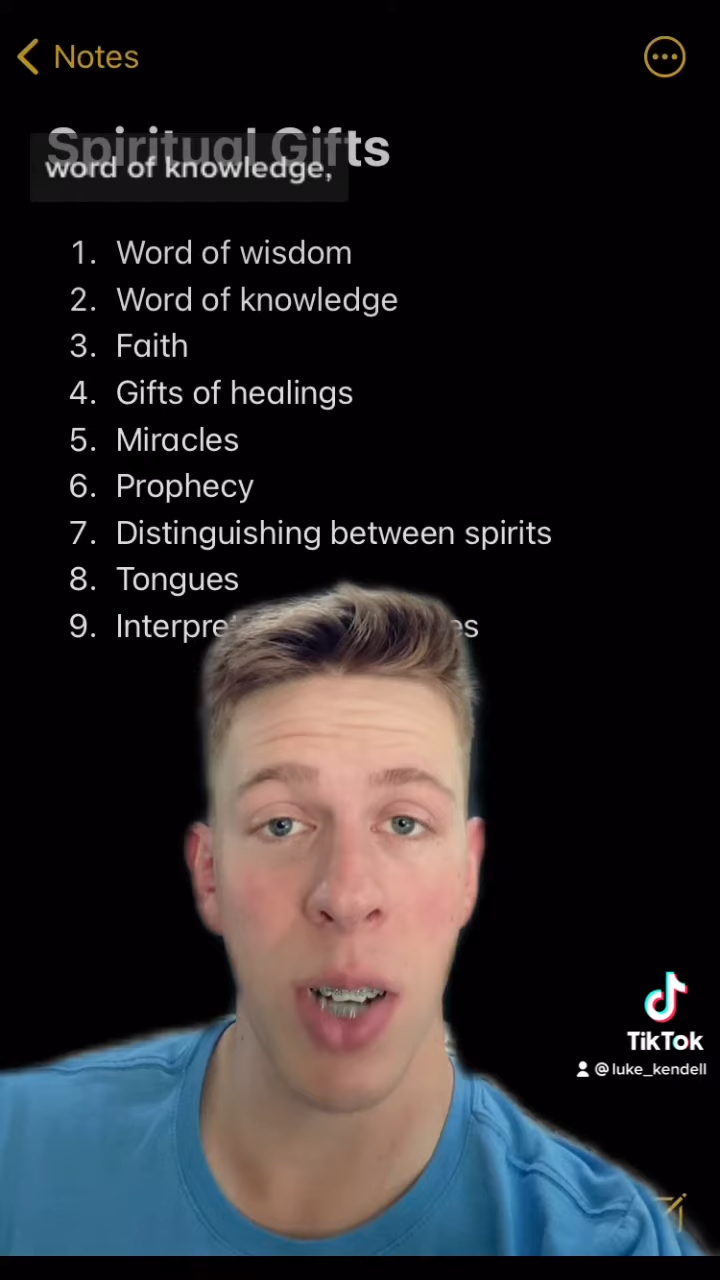 Notes
Spiritual Gifts
word of knowledge,
1. Word of wisdom
2. Word of knowledge
3. Faith
4. Gifts of healings
5. Miracles
6. Prophecy
7. Distinguishing between spirits
8. Tongues
9.
TikTok
@luke_kendell